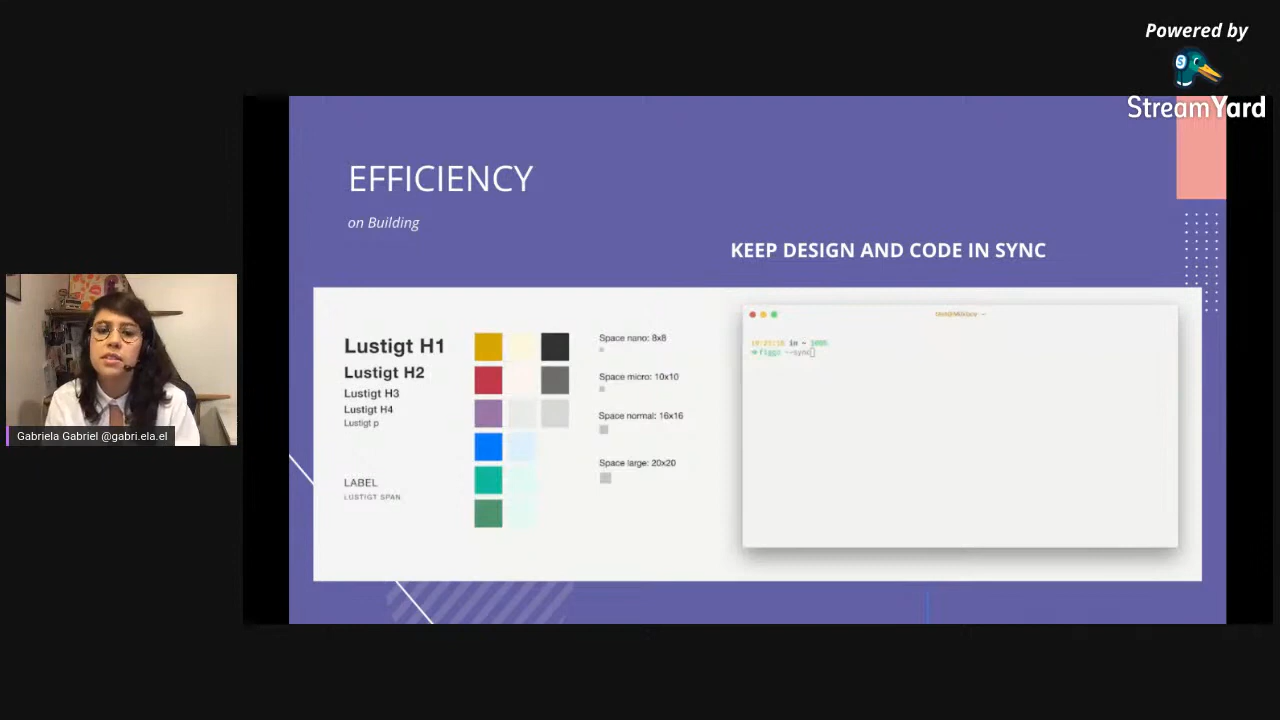 Powered by
StreamYard
EFFICIENCY
on Building
KEEP DESIGN AND CODE IN SYNC
Lustigt H1
Lustigt H2
Lustigt H3
Lustigt H4
Lustigt p
LABEL
LUSTIGT SPAN
Space nano: 8x8
Space micro: 10x10
Space normal: 16x16
Space large: 20x20
in ~
--sync
Gabriela Gabriel @gabri.ela.el